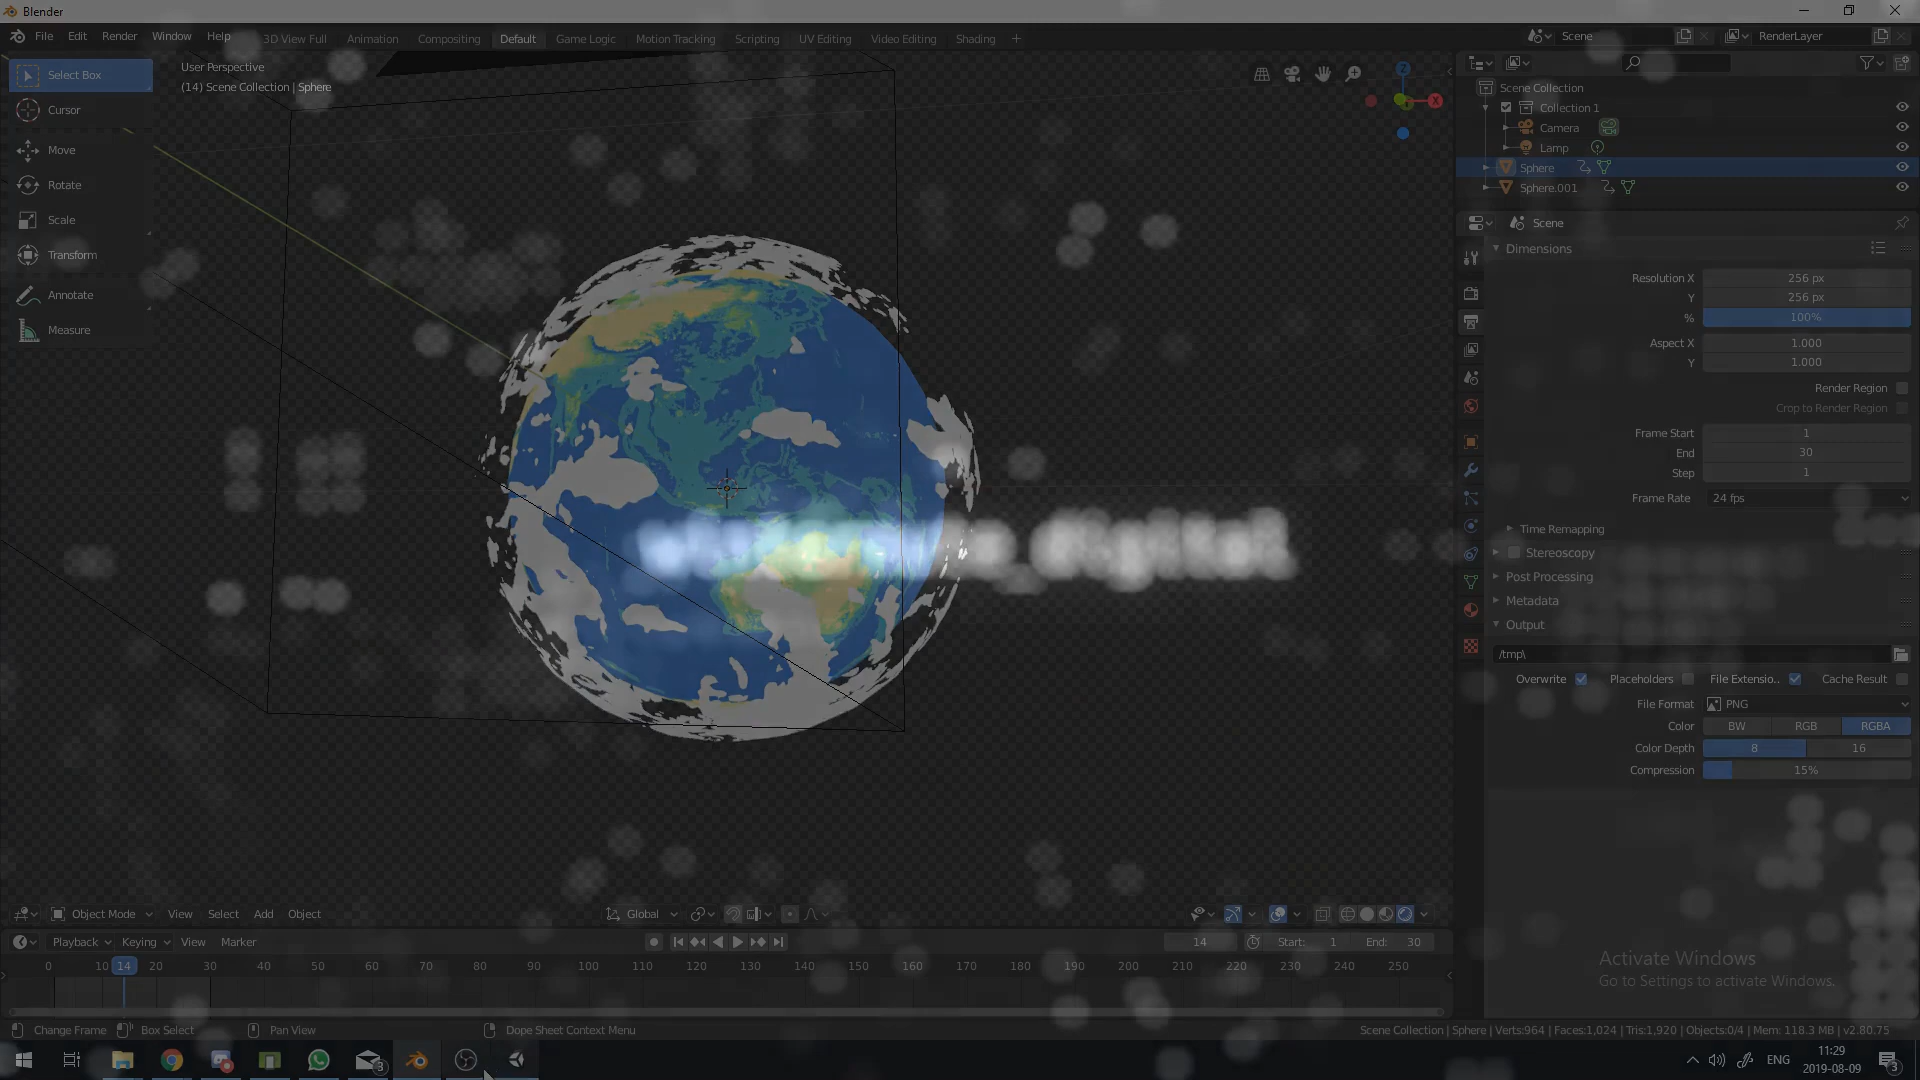 Blender
File Edit Render Window Help 3D View Full Animation Compositing Default Game Logic Motion Tracking Scripting UV Editing Video Editing Shading + Scene RenderLayer
Select Box
Cursor
Move
Rotate
Scale
Transform
Annotate
Measure
User Perspective
(14) Scene Collection | Sphere
Z
X
Scene Collection
Collection 1
Camera
Lamp
Sphere
Sphere.001
Scene
Dimensions
Resolution X 256 px
Y 256 px
% 100%
Aspect X 1.000
Y 1.000
Render Region
Crop to Render Region
Frame Start 1
End 30
Step 1
Frame Rate 24 fps
Time Remapping
Stereoscopy
Post Processing
Metadata
Output
/tmp\
Overwrite Placeholders File Extensio.. Cache Result
File Format PNG
Color BW RGB RGBA
Color Depth 8 16
Compression 15%
Object Mode View Select Add Object Global
Playback Keying View Marker 14 Start: 1 End: 30
0 10 14 20 30 40 50 60 70 80 90 100 110 120 130 140 150 160 170 180 190 200 210 220 230 240 250
Activate Windows
Go to Settings to activate Windows.
Change Frame Box Select Pan View Dope Sheet Context Menu Scene Collection | Sphere | Verts:964 | Faces:1,024 | Tris:1,920 | Objects:0/4 | Mem: 118.3 MB | v2.80.75
3 ENG 11:29 3
2019-08-09